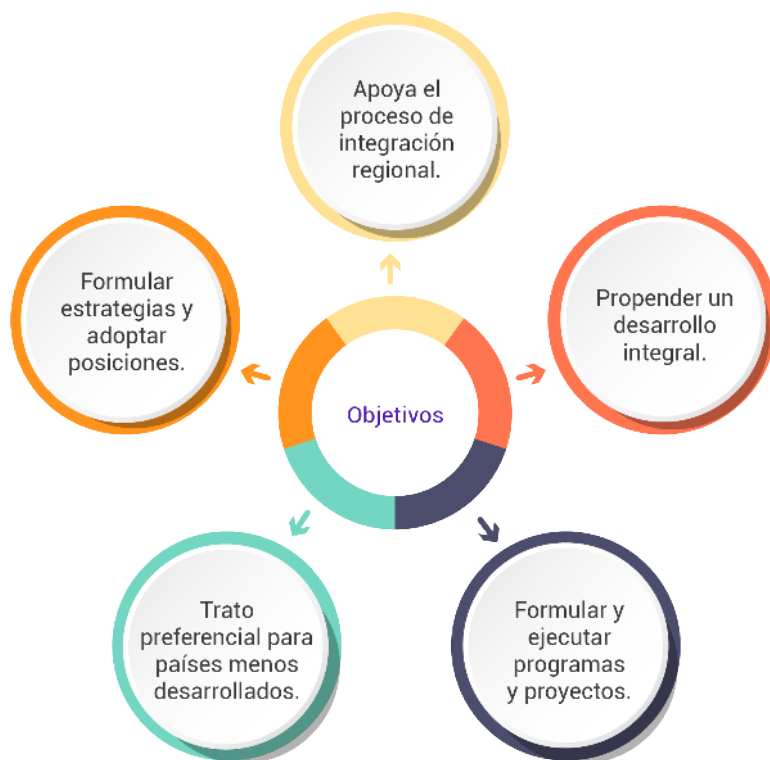 Apoya el
proceso de
integración
regional.
Formular
estrategias y
adoptar
posiciones.
Propender un
desarrollo
integral.
Objetivos
Trato
preferencial para
países menos
desarrollados.
Formular y
ejecutar
programas
y proyectos.